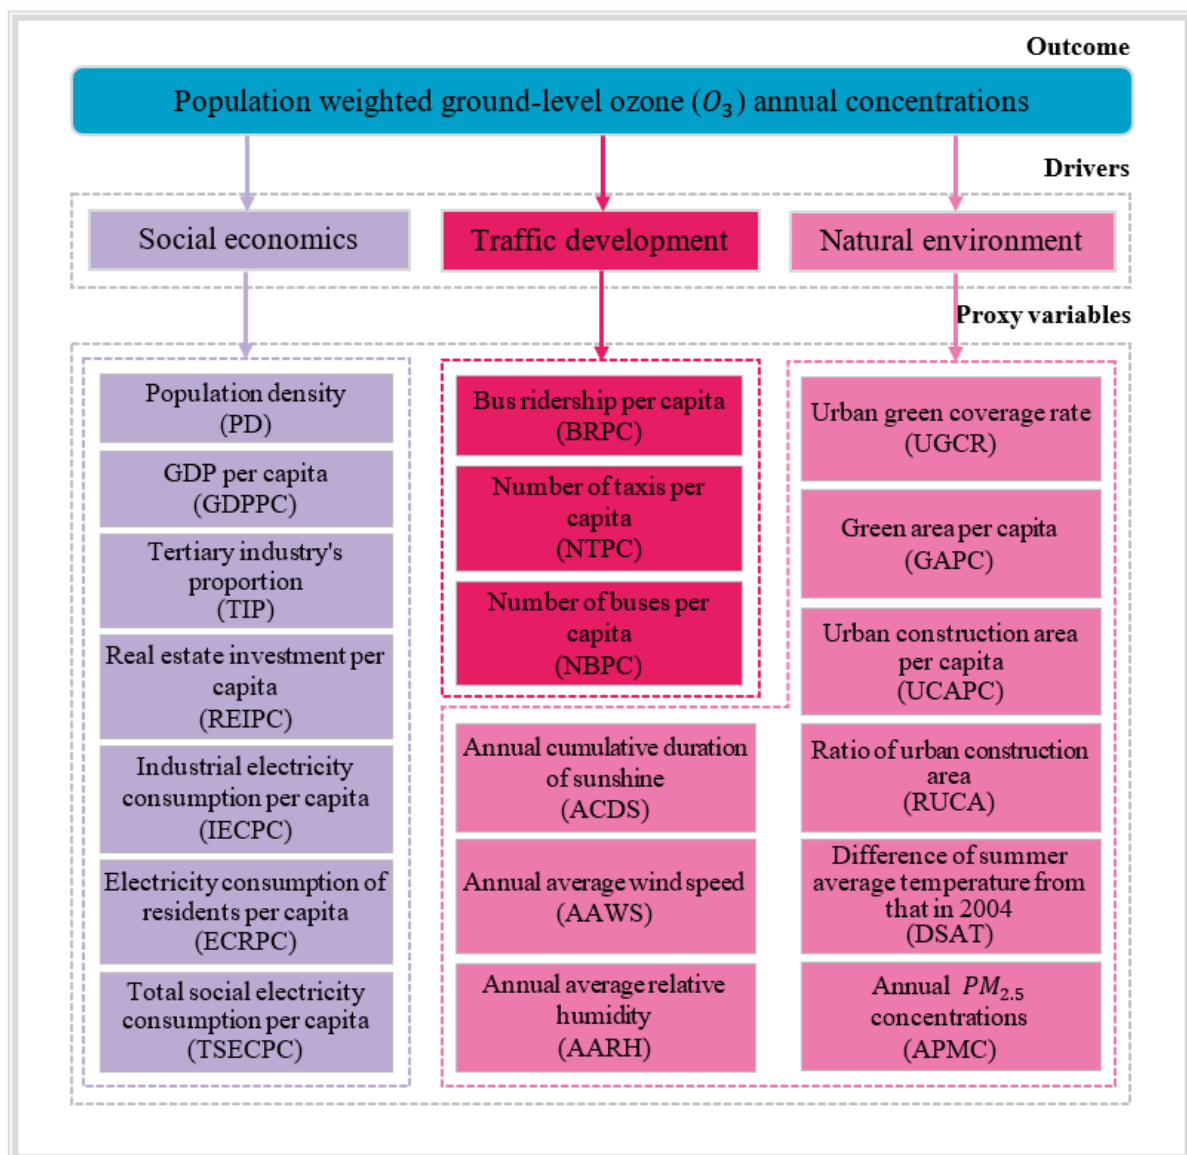 Outcome
Population weighted ground-level ozone (O₃) annual concentrations
Drivers
Social economics
Traffic development
Natural environment
Proxy variables
Population density
(PD)
GDP per capita
(GDPPC)
Tertiary industry's
proportion
(TIP)
Real estate investment per
capita
(REIPC)
Industrial electricity
consumption per capita
(IECPC)
Electricity consumption of
residents per capita
(ECRPC)
Total social electricity
consumption per capita
(TSECPC)
Bus ridership per capita
(BRPC)
Number of taxis per
capita
(NTPC)
Number of buses per
capita
(NBPC)
Annual cumulative duration
of sunshine
(ACDS)
Annual average wind speed
(AAWS)
Annual average relative
humidity
(AARH)
Urban green coverage rate
(UGCR)
Green area per capita
(GAPC)
Urban construction area
per capita
(UCAPC)
Ratio of urban construction
area
(RUCA)
Difference of summer
average temperature from
that in 2004
(DSAT)
Annual PM₂.₅
concentrations
(APMC)